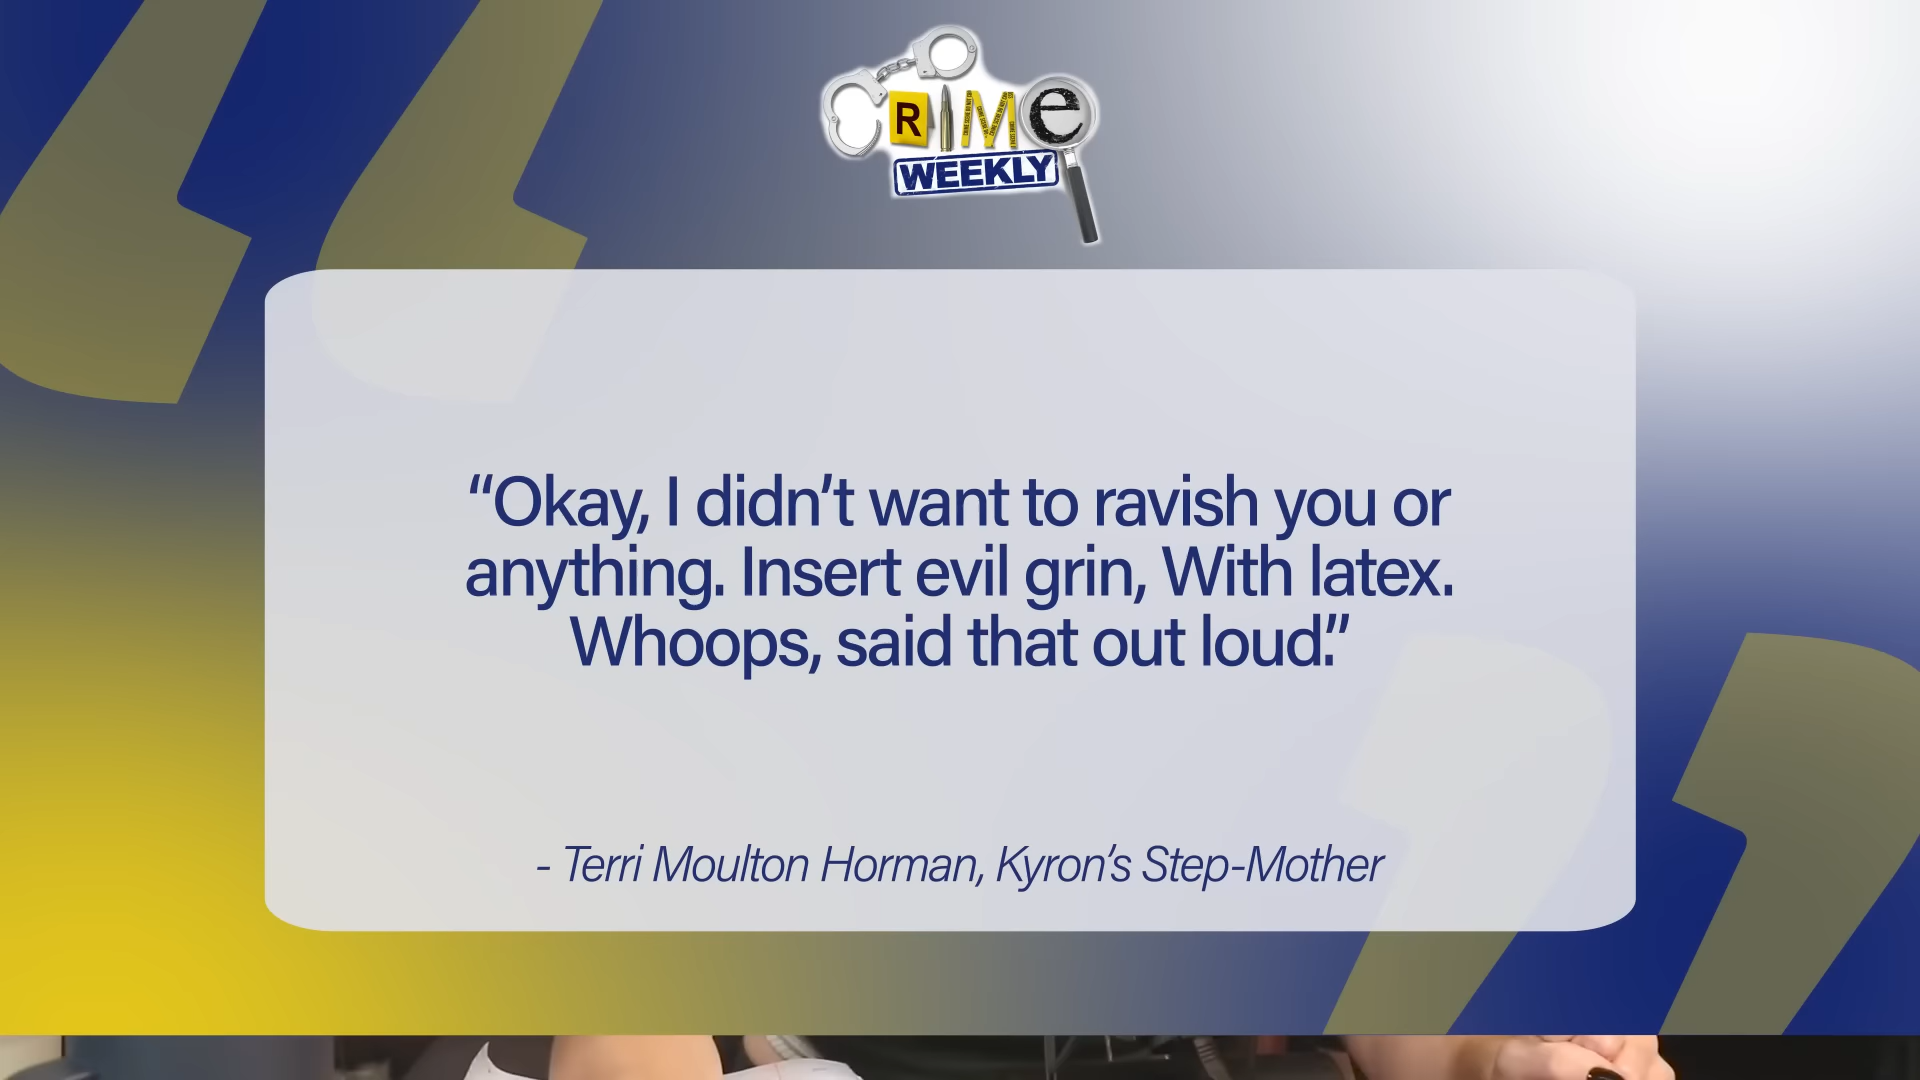 CRIMe
WEEKLY
“Okay, I didn’t want to ravish you or
anything. Insert evil grin, With latex.
Whoops, said that out loud.”
- Terri Moulton Horman, Kyron’s Step-Mother